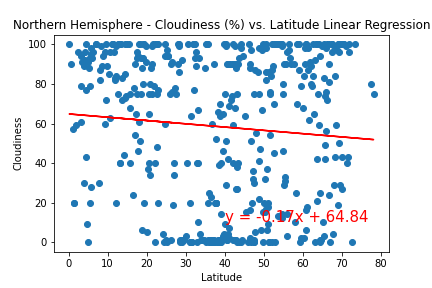 Northern Hemisphere - Cloudiness (%) vs. Latitude Linear Regression
100
80
60
40
20
0
Cloudiness
y = -0.17x + 64.84
0 10 20 30 40 50 60 70 80
Latitude